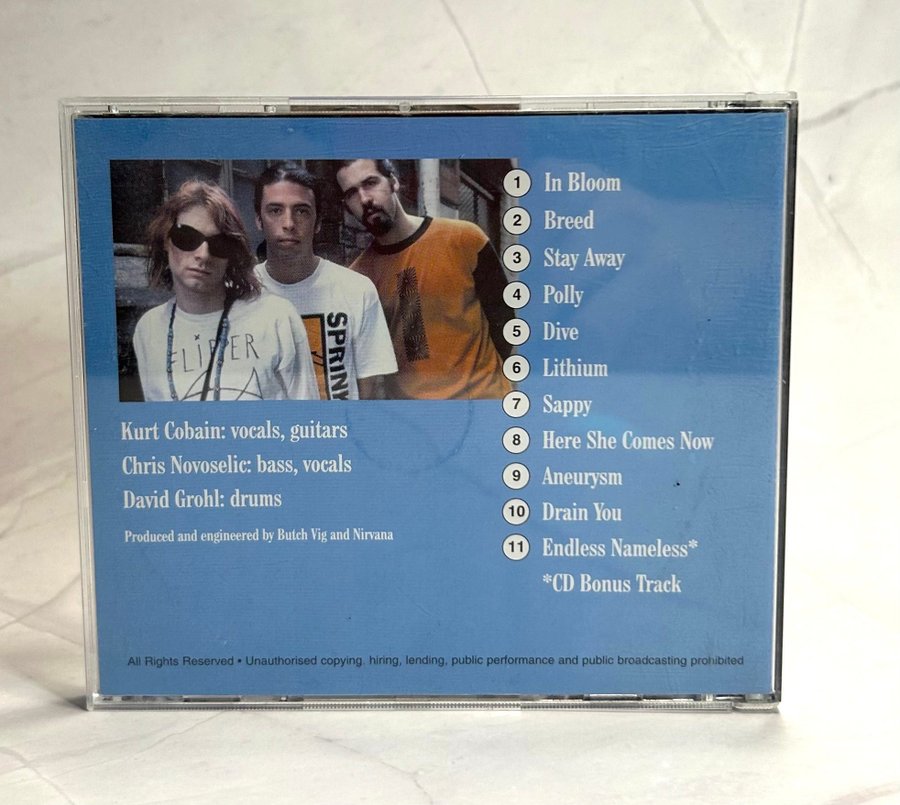 FLIPPER
SPRIN
Kurt Cobain: vocals, guitars
Chris Novoselic: bass, vocals
David Grohl: drums
Produced and engineered by Butch Vig and Nirvana
1 In Bloom
2 Breed
3 Stay Away
4 Polly
5 Dive
6 Lithium
7 Sappy
8 Here She Comes Now
9 Aneurysm
10 Drain You
11 Endless Nameless*
*CD Bonus Track
All Rights Reserved • Unauthorised copying. hiring, lending, public performance and public broadcasting prohibited